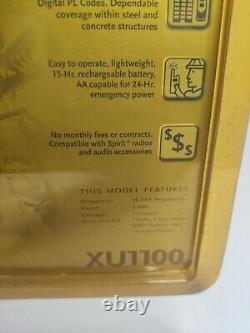 Digital PL Codes. Dependable
coverage within steel and
concrete structures
Easy to operate, lightweight,
15-Hr. rechargeable battery,
AA capable for 24-Hr.
emergency power
No monthly fees or contracts.
Compatible with Spirit® radios
and audio accessories
$ $ $
THIS MODEL FEATURES
XU1100